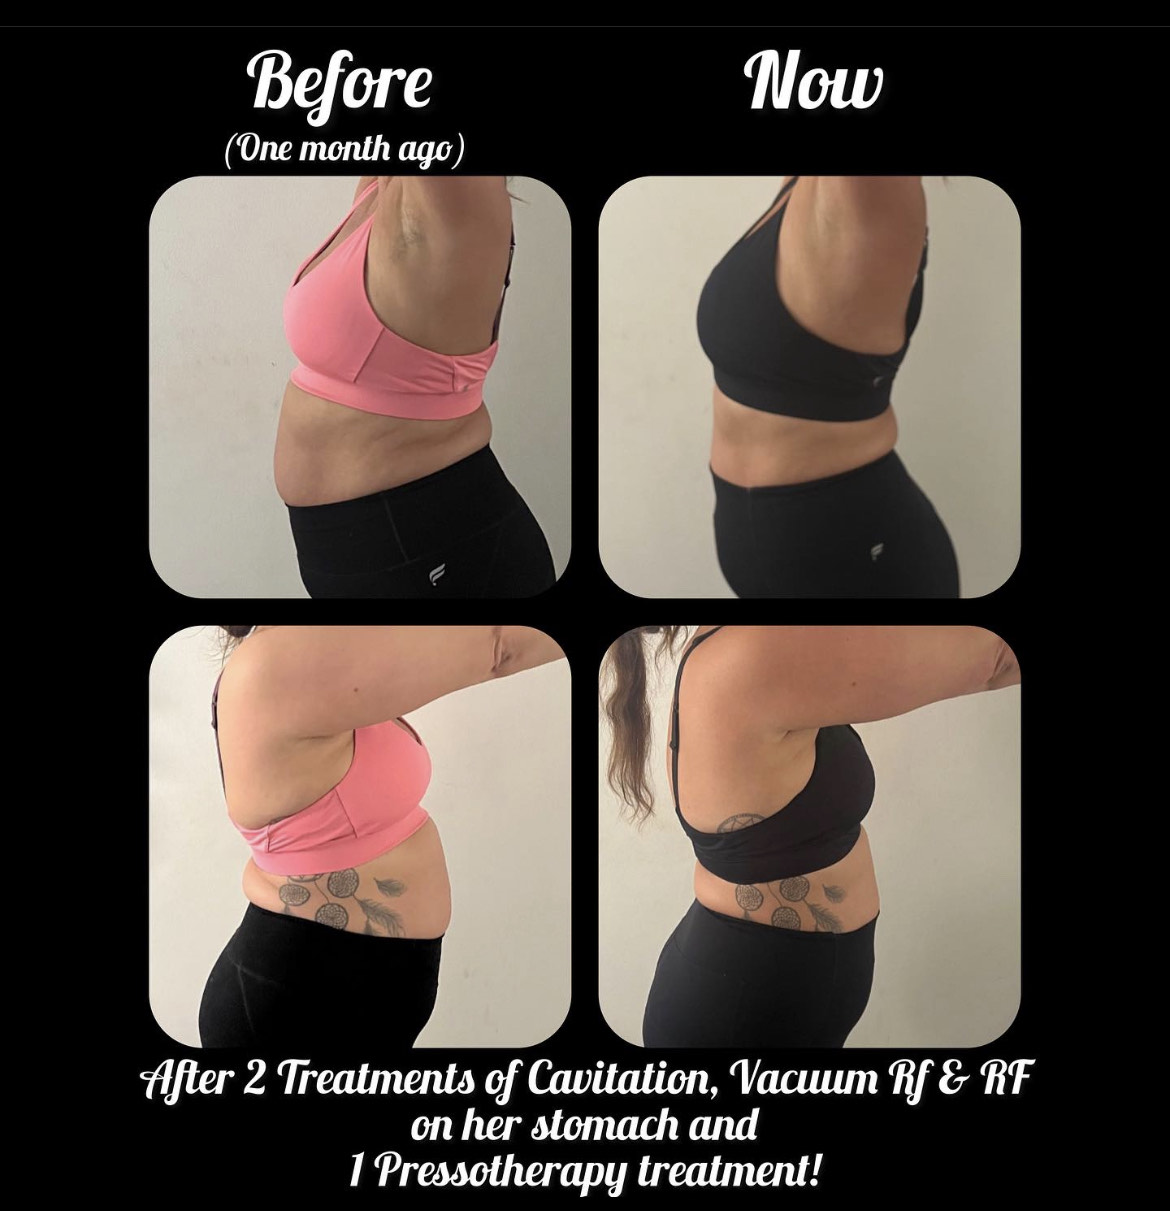 Before
Now
(One month ago)
After 2 Treatments of Cavitation, Vacuum Rf & RF
on her stomach and
1 Pressotherapy treatment!